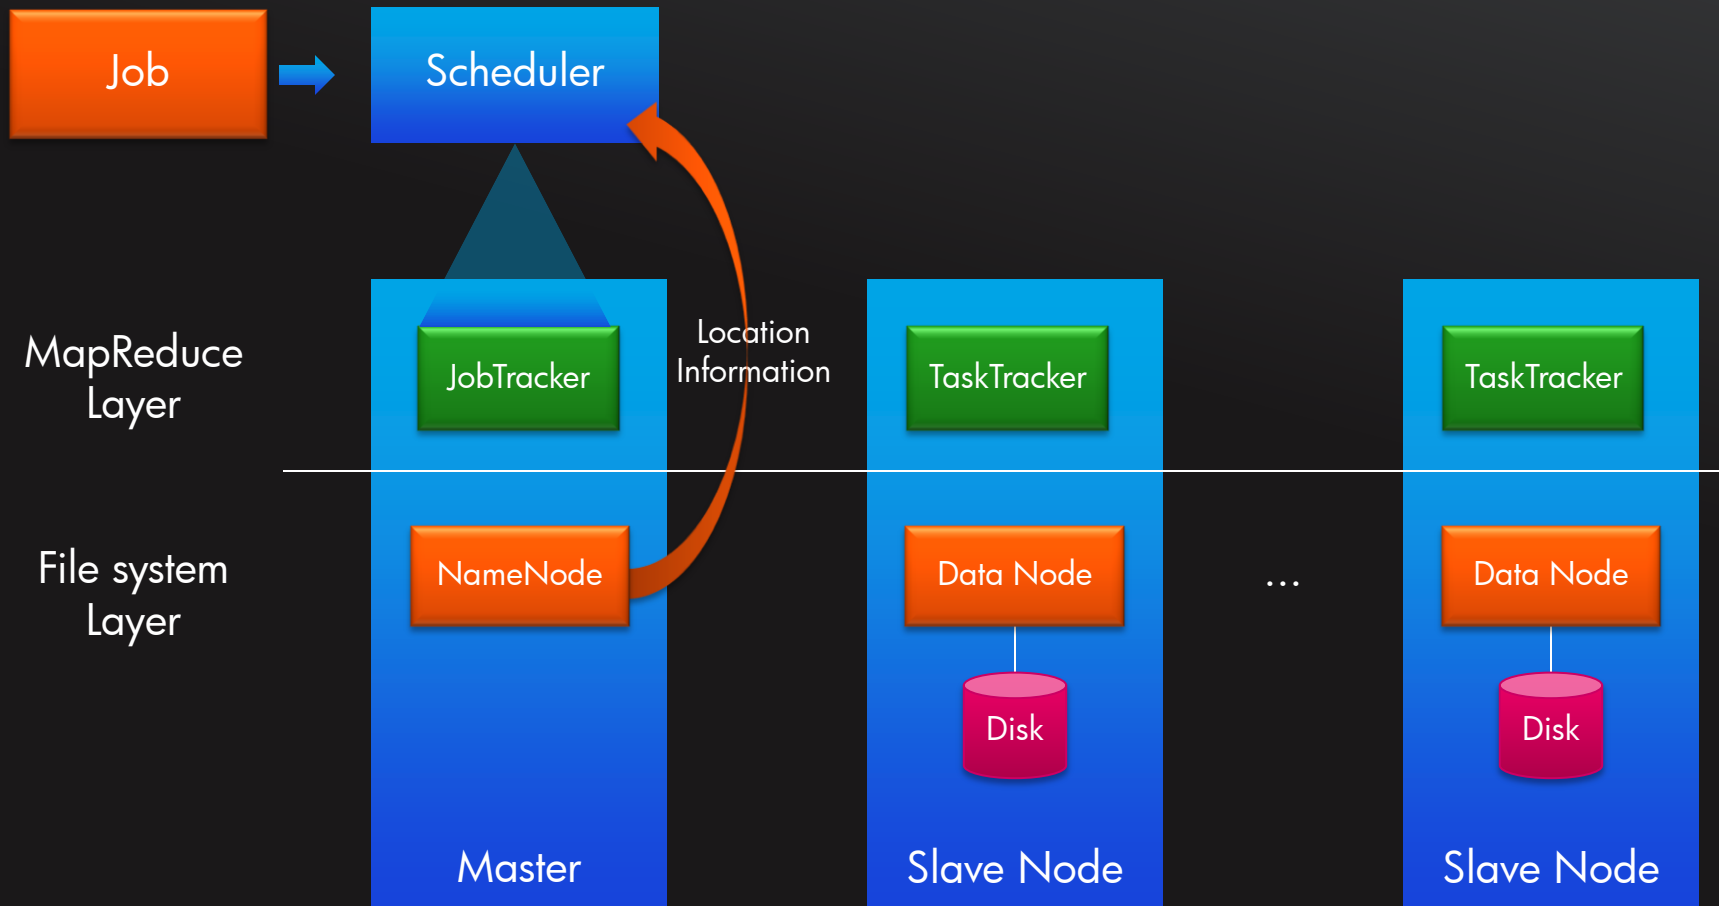 Job
Scheduler
MapReduce
Layer
JobTracker
Location
Information
TaskTracker
TaskTracker
File system
Layer
NameNode
Data Node
...
Data Node
Disk
Disk
Master
Slave Node
Slave Node